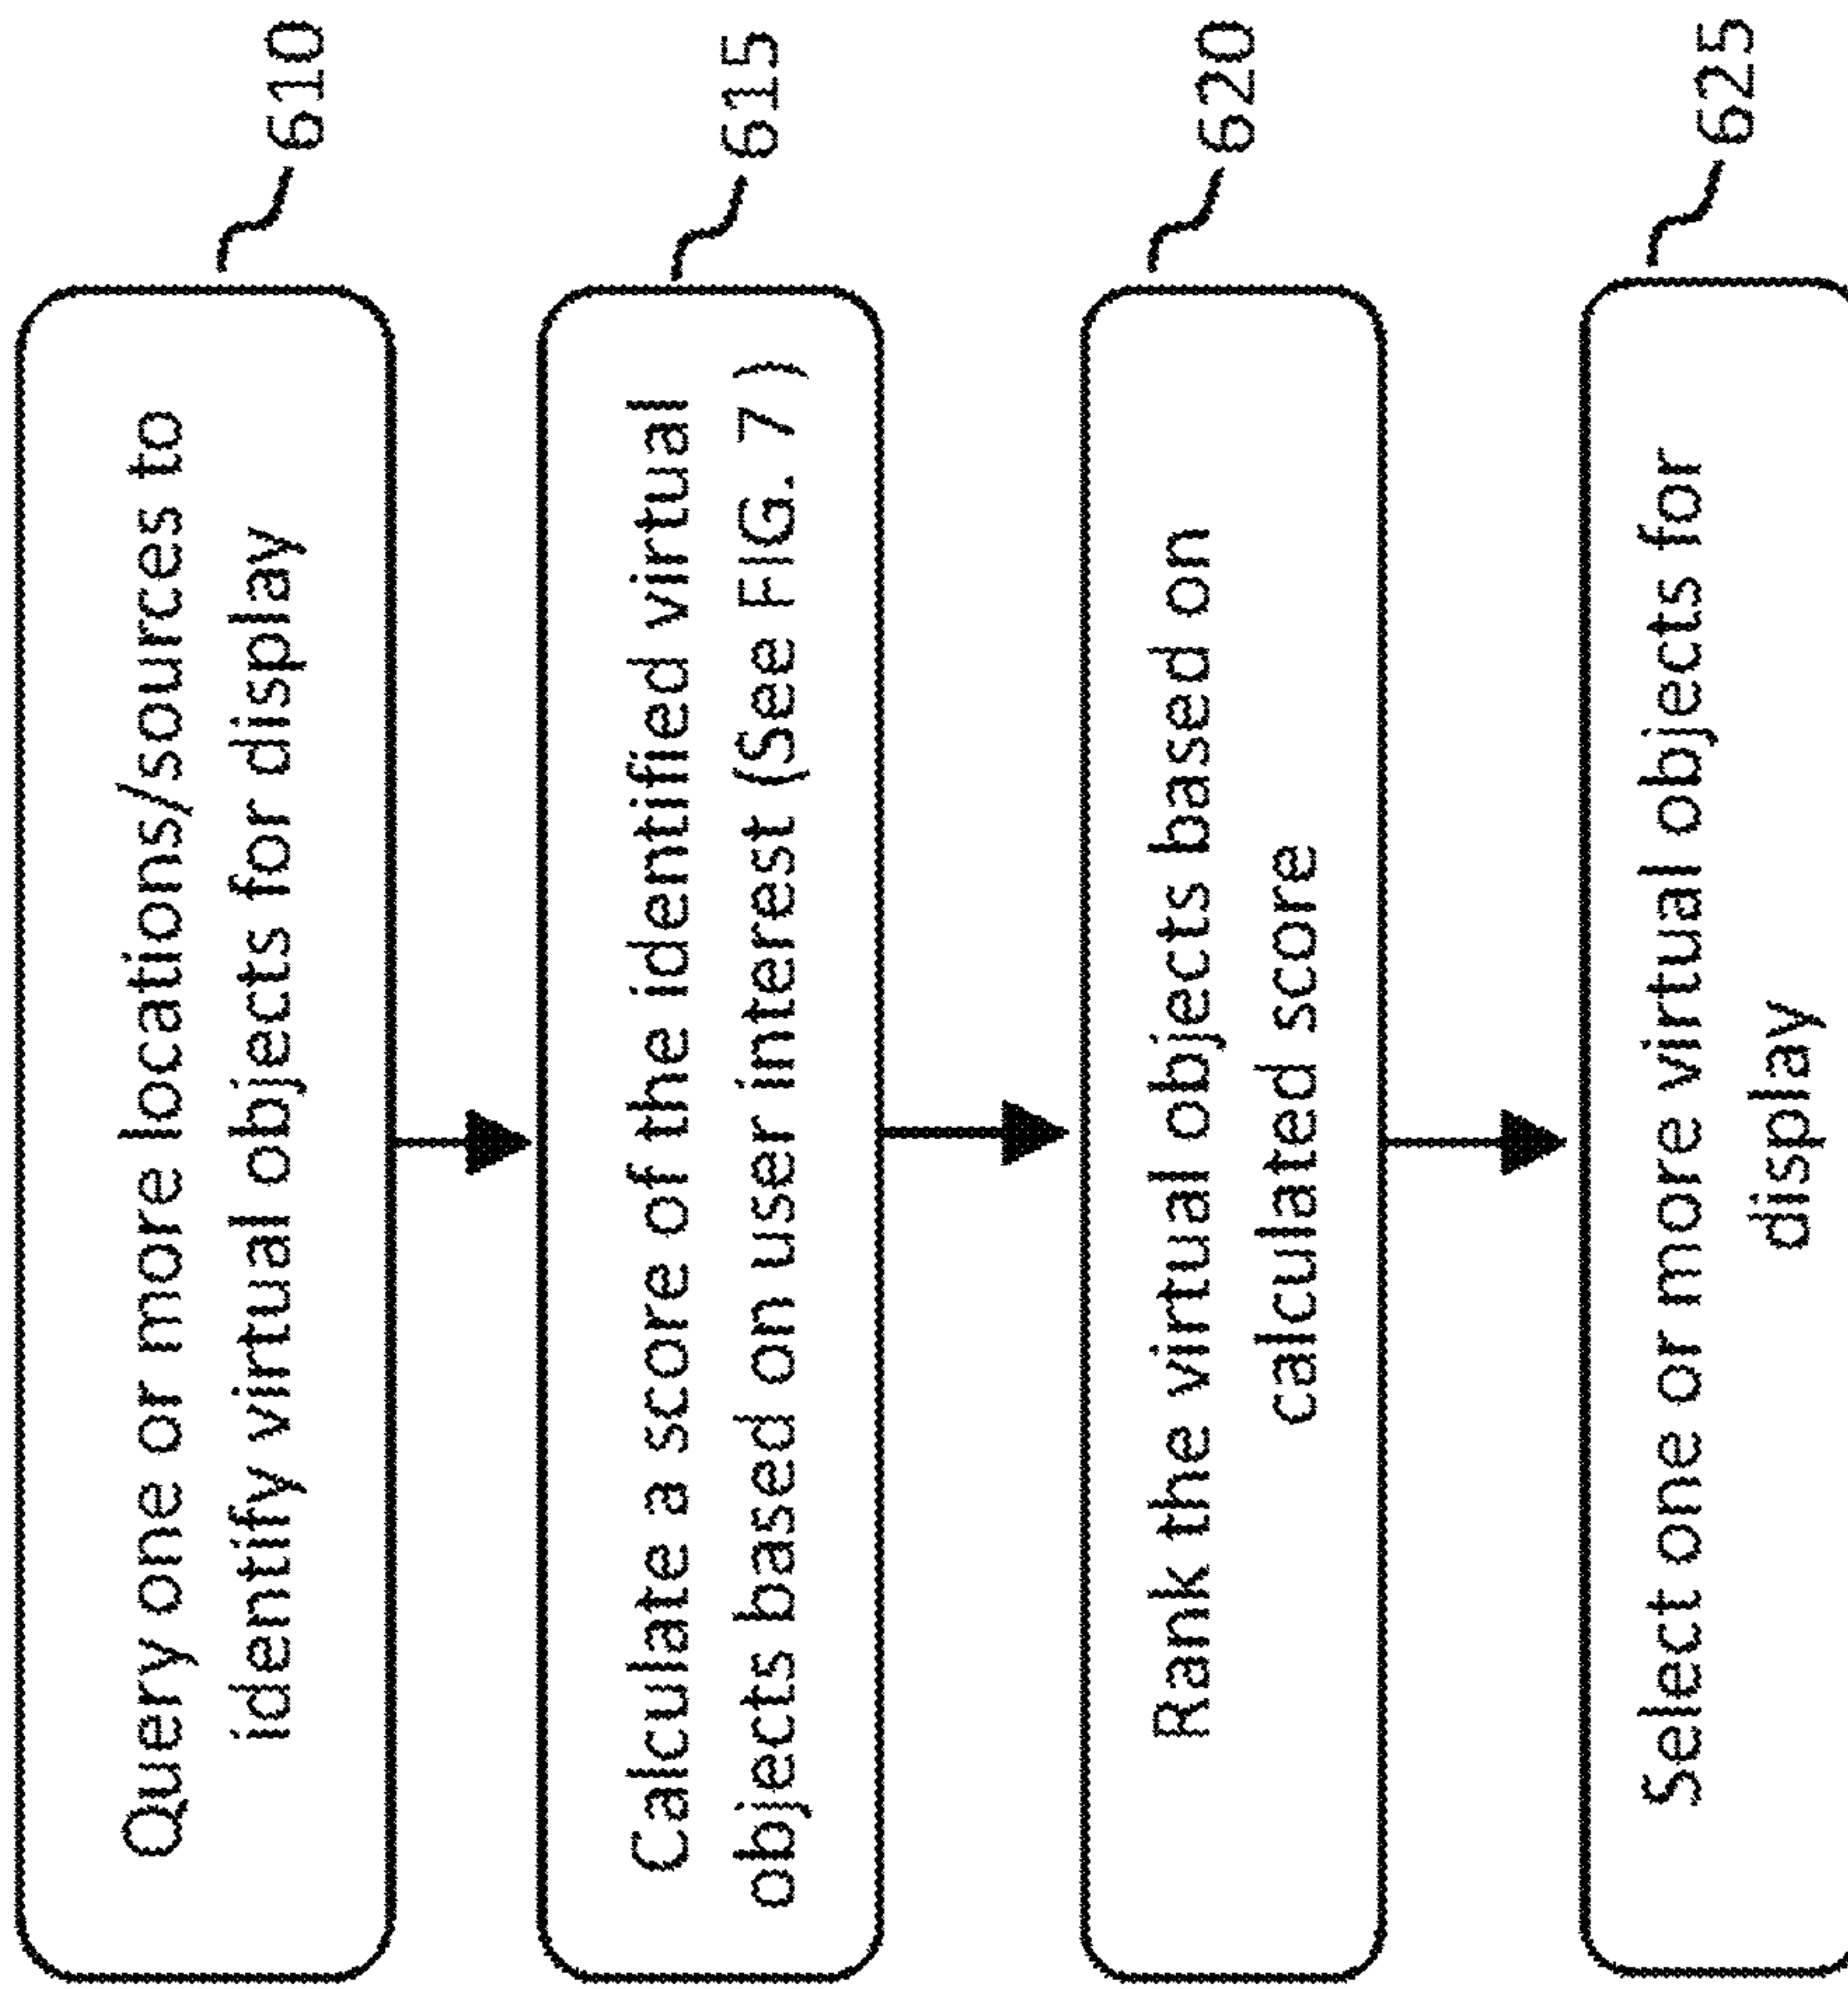 Query one or more locations/sources to
identify virtual objects for display
610
Calculate a score of the identified virtual
objects based on user interest (See FIG. 7 )
615
Rank the virtual objects based on
calculated score
620
Select one or more virtual objects for
display
625